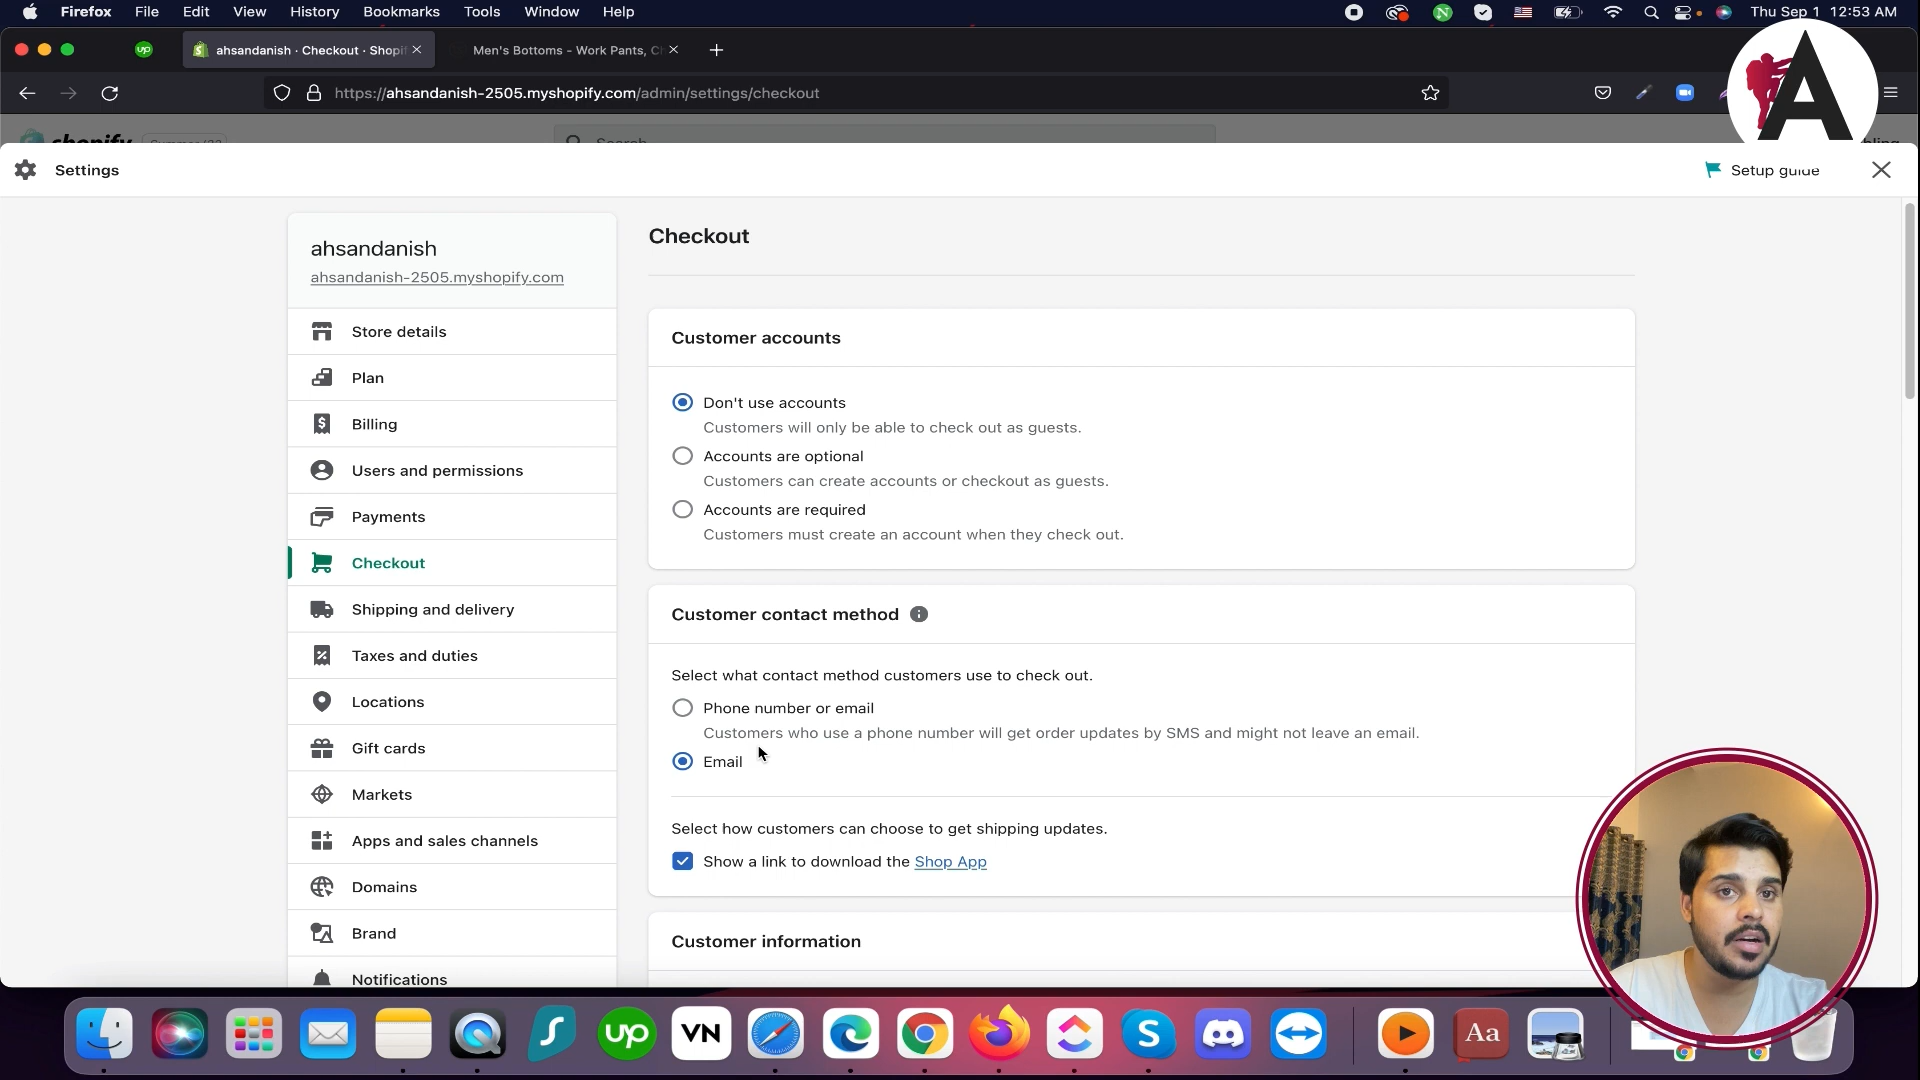 Firefox File Edit View History Bookmarks Tools Window Help Thu Sep 1 12:53 AM
up ahsandanish · Checkout · Shopi Men's Bottoms - Work Pants, C
https://ahsandanish-2505.myshopify.com/admin/settings/checkout
shopify Search
Settings Setup guide
ahsandanish
ahsandanish-2505.myshopify.com
Store details
Plan
Billing
Users and permissions
Payments
Checkout
Shipping and delivery
Taxes and duties
Locations
Gift cards
Markets
Apps and sales channels
Domains
Brand
Notifications
Checkout
Customer accounts
Don't use accounts
Customers will only be able to check out as guests.
Accounts are optional
Customers can create accounts or checkout as guests.
Accounts are required
Customers must create an account when they check out.
Customer contact method
Select what contact method customers use to check out.
Phone number or email
Customers who use a phone number will get order updates by SMS and might not leave an email.
Email
Select how customers can choose to get shipping updates.
Show a link to download the Shop App
Customer information
up VN S Aa
A